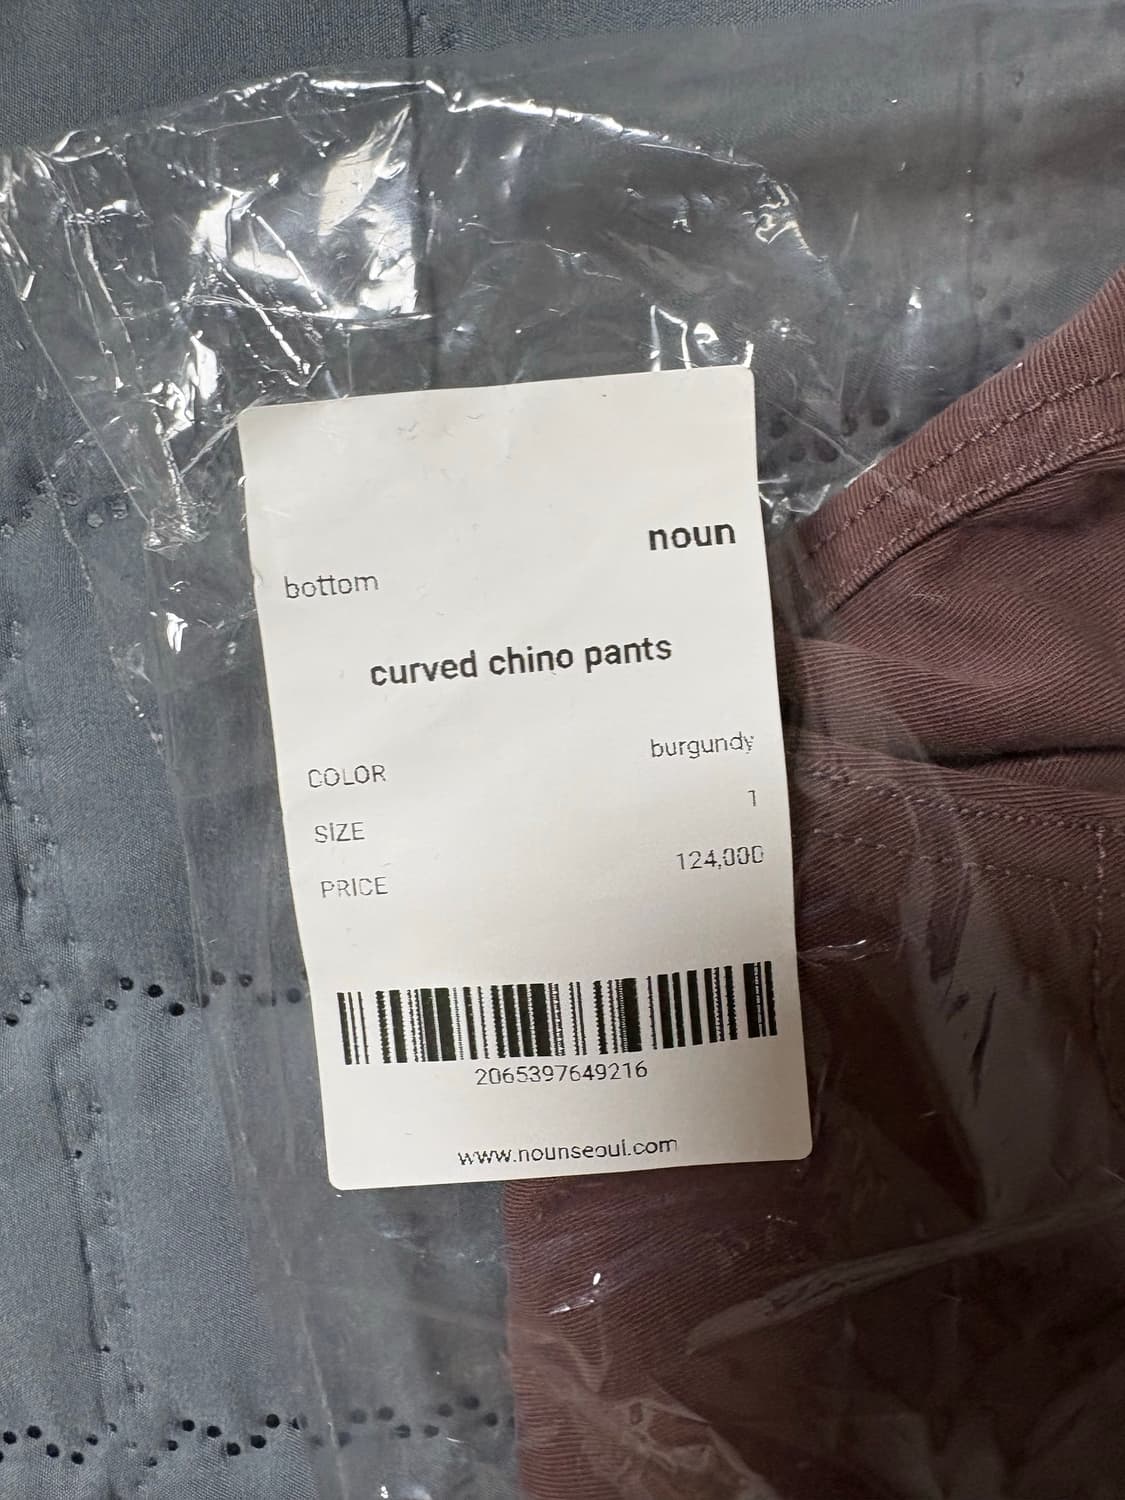 noun
bottom
curved chino pants
COLOR burgundy
SIZE 1
PRICE 124,000
2065397649216
www.nounseoul.com